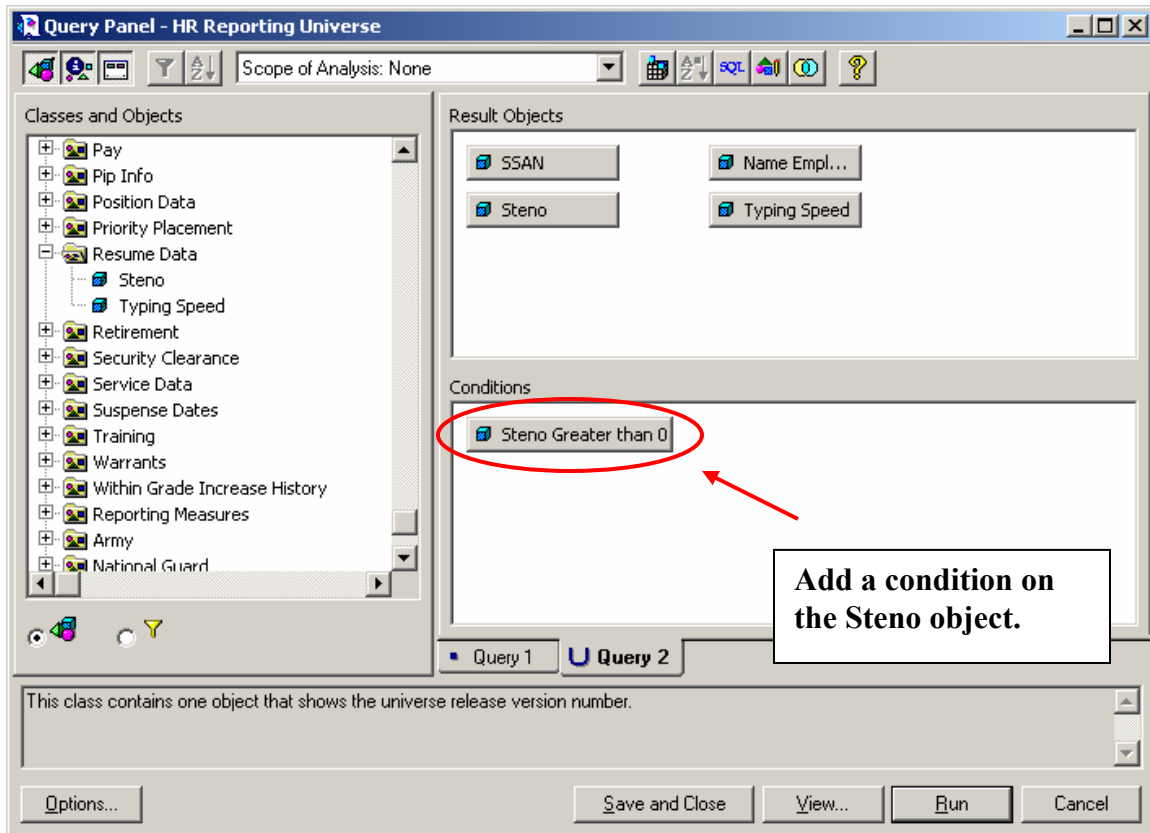 Query Panel - HR Reporting Universe
Scope of Analysis: None
SQL
Classes and Objects
Pay
Pip Info
Position Data
Priority Placement
Resume Data
Steno
Typing Speed
Retirement
Security Clearance
Service Data
Suspense Dates
Training
Warrants
Within Grade Increase History
Reporting Measures
Army
National Guard
Result Objects
SSAN
Name Empl...
Steno
Typing Speed
Conditions
Steno Greater than 0
Add a condition on
the Steno object.
Query 1
Query 2
This class contains one object that shows the universe release version number.
Options...
Save and Close
View...
Run
Cancel